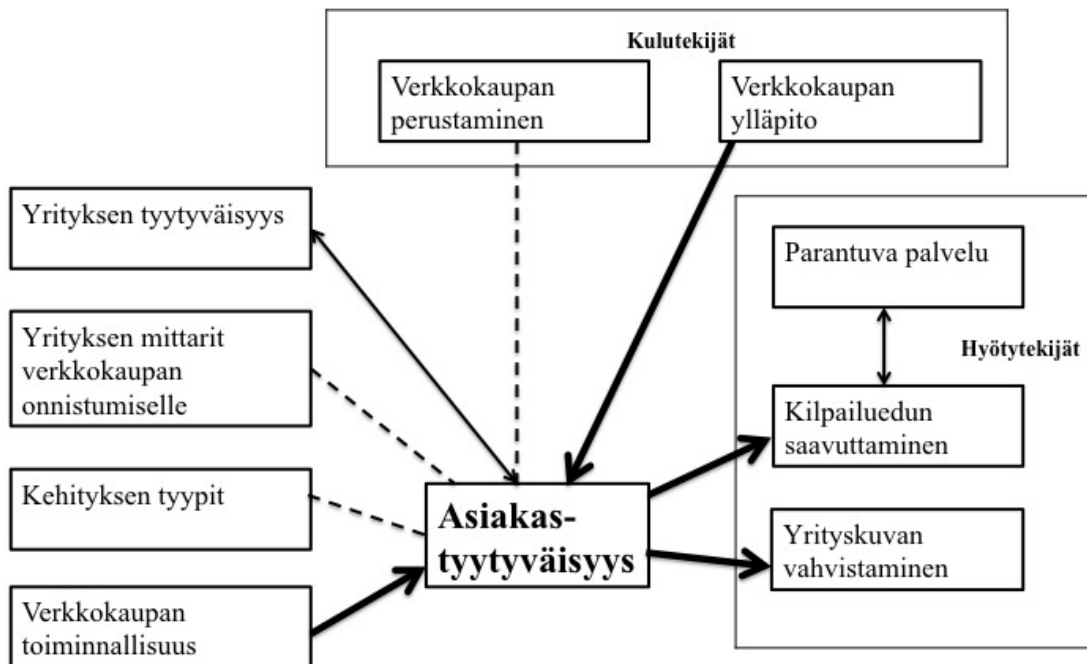 Kulutekijät
Verkkokaupan
perustaminen
Verkkokaupan
ylläpito
Yrityksen tyytyväisyys
Yrityksen mittarit
verkkokaupan
onnistumiselle
Kehityksen tyypit
Verkkokaupan
toiminnallisuus
Asiakas-
tyytyväisyys
Parantuva palvelu
Hyötytekijät
Kilpailuedun
saavuttaminen
Yrityskuvan
vahvistaminen